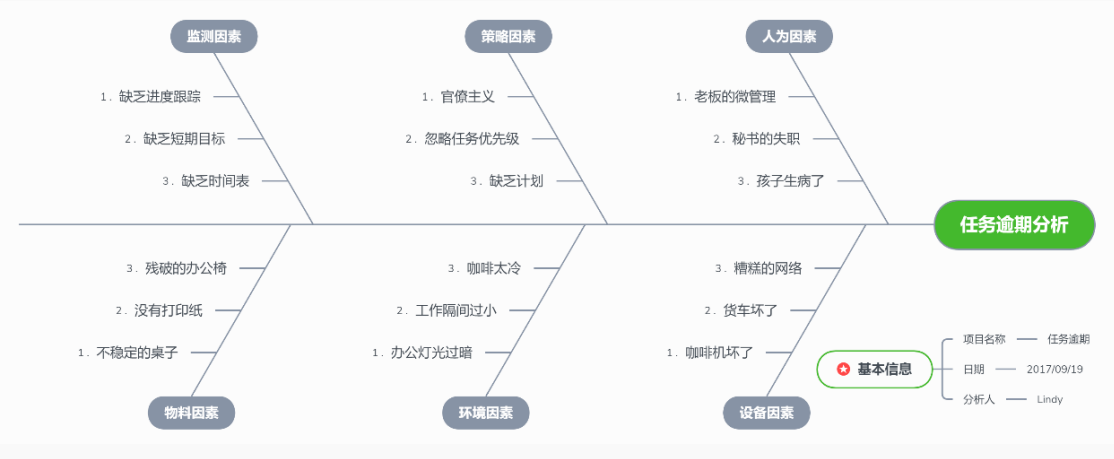 监测因素
1. 缺乏进度跟踪
2. 缺乏短期目标
3. 缺乏时间表
策略因素
1. 官僚主义
2. 忽略任务优先级
3. 缺乏计划
人为因素
1. 老板的微管理
2. 秘书的失职
3. 孩子生病了
任务逾期分析
3. 残破的办公椅
2. 没有打印纸
1. 不稳定的桌子
物料因素
3. 咖啡太冷
2. 工作隔间过小
1. 办公灯光过暗
环境因素
3. 糟糕的网络
2. 货车坏了
1. 咖啡机坏了
设备因素
基本信息
项目名称 任务逾期
日期 2017/09/19
分析人 Lindy